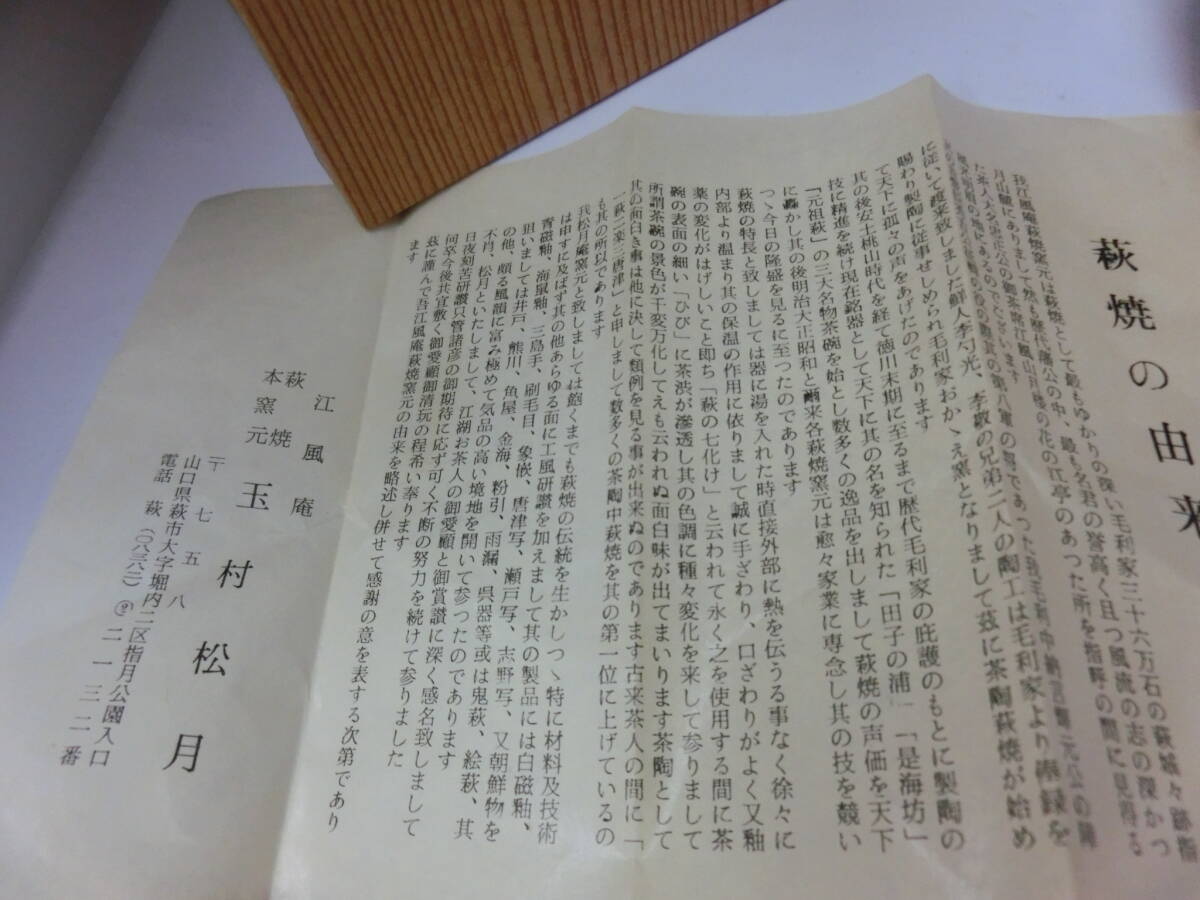 萩焼の由来
我江風庵萩焼窯元は萩焼として最もゆかりの深い毛利家三十六万石の萩城々跡指
月山麓にありまして然も歴代藩公の中、最も名君の誉高く且つ風流の志の深かつ
た
に従いて渡来致しました鮮人李勺光、李敬の兄弟二人の陶工は毛利家より俸録を
賜わり製陶に従事せしめられ毛利家おかゝえ窯となりまして茲に茶陶萩焼が始め
て天下に孤々の声をあげたのであります
其の後安土桃山時代を経て徳川末期に至るまで歴代毛利家の庇護のもとに製陶の
技に精進を続け現在銘器として天下に其の名を知られた「田子の浦」「是海坊」
「元祖萩」の三大名物茶碗を始とし数多くの逸品を出しまして萩焼の声価を天下
に轟かし其の後明治大正昭和と爾来各萩焼窯元は愈々家業に専念し其の技を競い
つゝ今日の隆盛を見るに至つたのであります
萩焼の特長と致しましては器に湯を入れた時直接外部に熱を伝うる事なく徐々に
内部より温まり其の保温の作用に依りまして誠に手ざわり、口ざわりがよく又釉
薬の変化がはげしいこと即ち「萩の七化け」と云われて永く之を使用する間に茶
碗の表面の細い「ひび」に茶渋が滲透し其の色調に種々変化を来して参りまして
所謂茶碗の景色が千変万化してえも云われぬ面白味が出てまいります茶陶として
其の面白き事は他に決して類例を見る事が出来ぬのであります古来茶人の間に「
一萩二楽三唐津」と申しまして数多くの茶陶中萩焼を其の第一位に上げているの
も其の所以であります
我松月庵窯元と致しましては飽くまでも萩焼の伝統を生かしつゝ特に材料及技術
は申すに及ばず其の他あらゆる面に工風研讃を加えまして其の製品には白磁釉、
青磁釉、海鼠釉、三島手、刷毛目、象嵌、唐津写、瀬戸写、志野写、又朝鮮物を
狙いましては井戸、熊川、魚屋、金海、粉引、雨漏、呉器等或は鬼萩、絵萩、其
の他、頗る風韻に富み極めて気品の高い境地を開いて参つたのであります
不肖、松月といたしまして、江湖お茶人の御愛顧と御賞讃に深く感名致しまして
日夜刻苦研讃只管諸彦の御期待に応ず可く不断の努力を続けて参りました
何卒今後共宜敷く御愛顧御清玩の程希い奉ります
茲に謹んで吾江風庵萩焼窯元の由来を略述し併せて感謝の意を表する次第であり
ます
江風庵
萩焼
本窯元
玉村松月
〒七五八
山口県萩市大字堀内二区指月公園入口
電話 萩(〇八三八二)②二一三二番